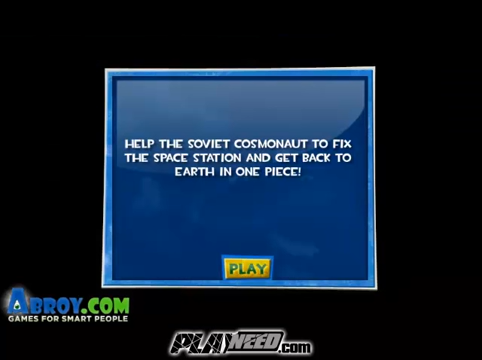 HELP THE SOVIET COSMONAUT TO FIX
THE SPACE STATION AND GET BACK TO
EARTH IN ONE PIECE!
PLAY
ABROY.COM
GAMES FOR SMART PEOPLE
PLAYNEED.com